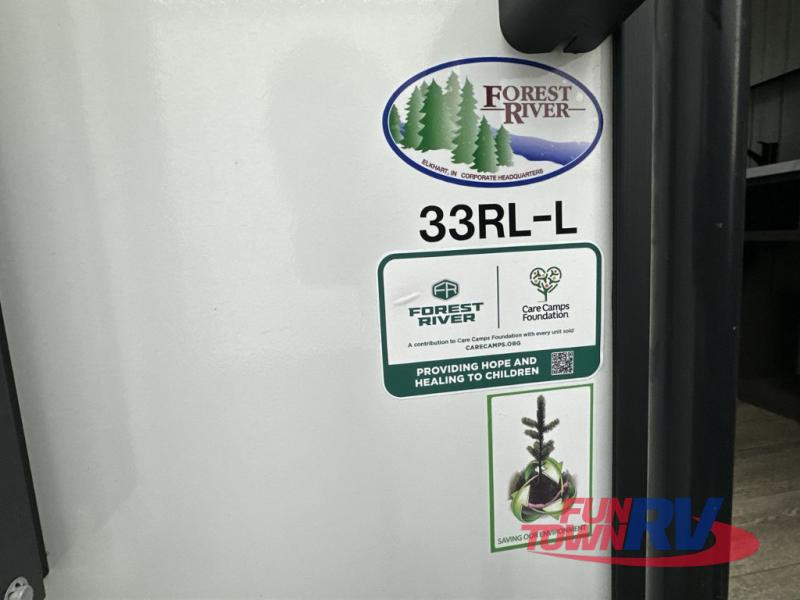 FOREST
RIVER
ELKHART, IN CORPORATE HEADQUARTERS
33RL-L
FR
FOREST
RIVER
Care Camps
Foundation
A contribution to Care Camps Foundation with every unit sold
CARECAMPS.ORG
PROVIDING HOPE AND
HEALING TO CHILDREN
SAVING OUR ENVIRONMENT
FUN
TOWN RV